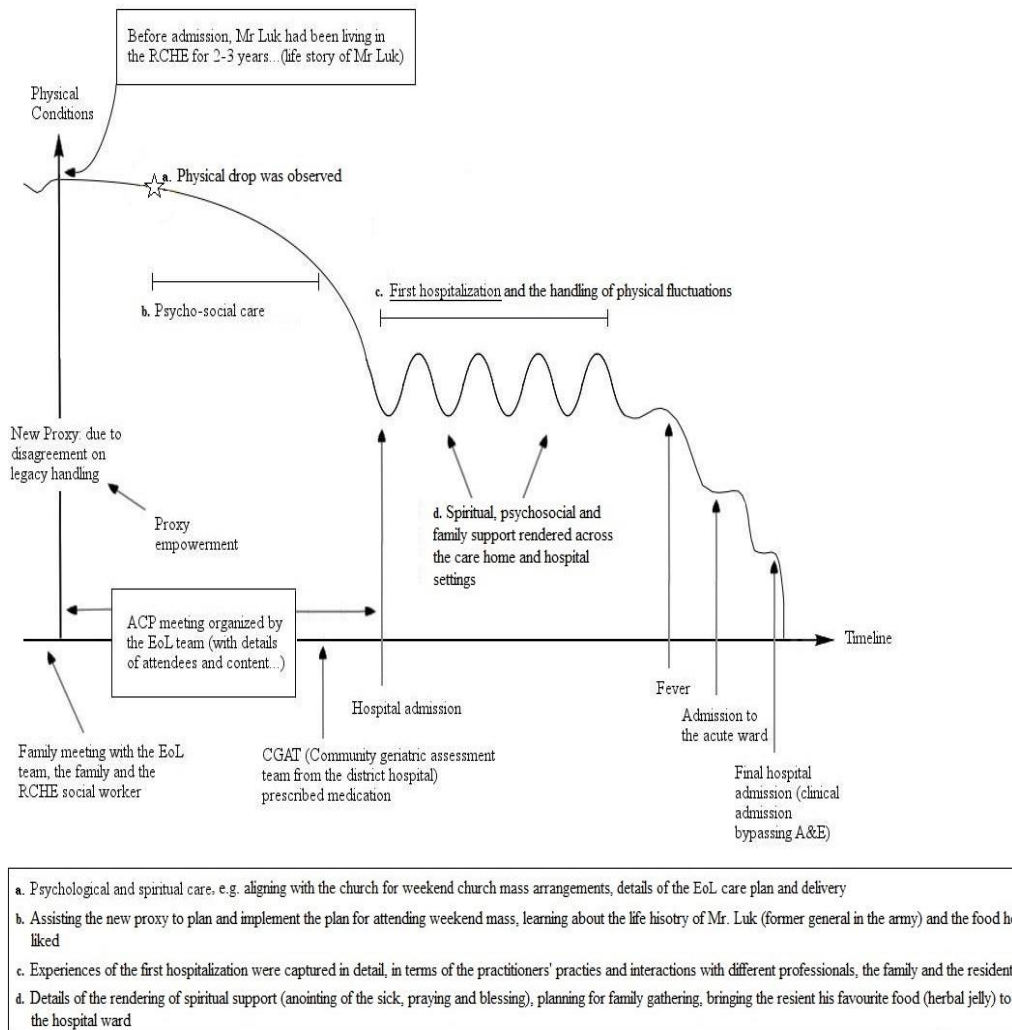 Before admission, Mr Luk had been living in
the RCHE for 2-3 years...(life story of Mr Luk)
Physical
Conditions
a. Physical drop was observed
b. Psycho-social care
c. First hospitalization and the handling of physical fluctuations
New Proxy: due to
disagreement on
legacy handling
Proxy
empowerment
d. Spiritual, psychosocial and
family support rendered across
the care home and hospital
settings
ACP meeting organized by
the EoL team (with details
of attendees and content...)
Timeline
Family meeting with the EoL
team, the family and the
RCHE social worker
CGAT (Community geriatric assessment
team from the district hospital)
prescribed medication
Hospital admission
Fever
Admission to
the acute ward
Final hospital
admission (clinical
admission
bypassing A&E)
a. Psychological and spiritual care, e.g. aligning with the church for weekend church mass arrangements, details of the EoL care plan and delivery
b. Assisting the new proxy to plan and implement the plan for attending weekend mass, learning about the life hisotry of Mr. Luk (former general in the army) and the food he
liked
c. Experiences of the first hospitalization were captured in detail, in terms of the practitioners' practies and interactions with different professionals, the family and the resident
d. Details of the rendering of spiritual support (anointing of the sick, praying and blessing), planning for family gathering, bringing the resient his favourite food (herbal jelly) to
the hospital ward